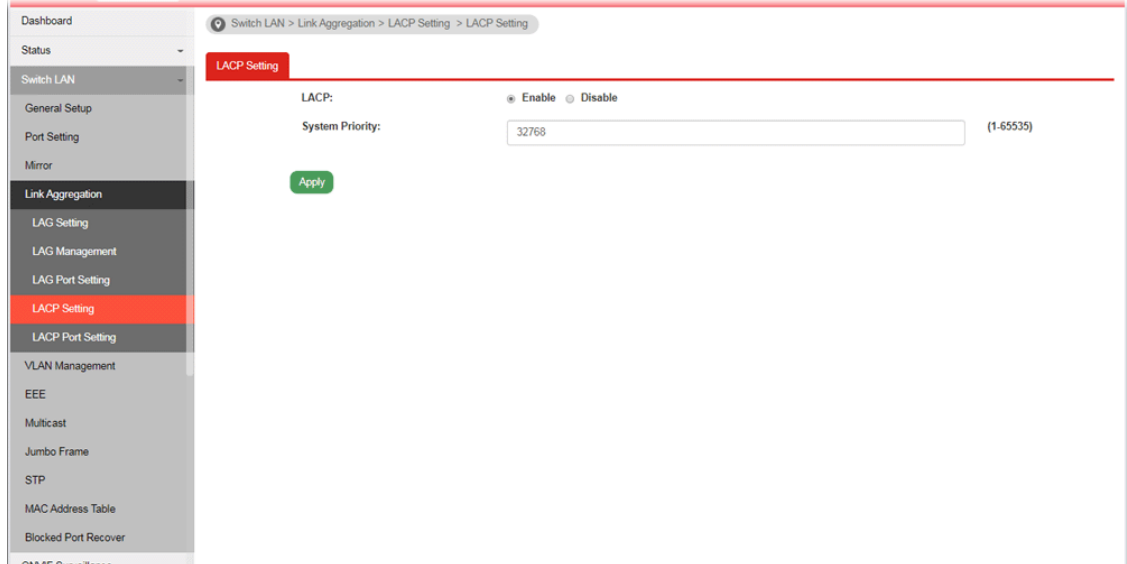 Dashboard
Switch LAN > Link Aggregation > LACP Setting > LACP Setting
Status
LACP Setting
Switch LAN
LACP:
Enable
Disable
General Setup
System Priority:
32768
(1-65535)
Port Setting
Mirror
Apply
Link Aggregation
LAG Setting
LAG Management
LAG Port Setting
LACP Setting
LACP Port Setting
VLAN Management
EEE
Multicast
Jumbo Frame
STP
MAC Address Table
Blocked Port Recover